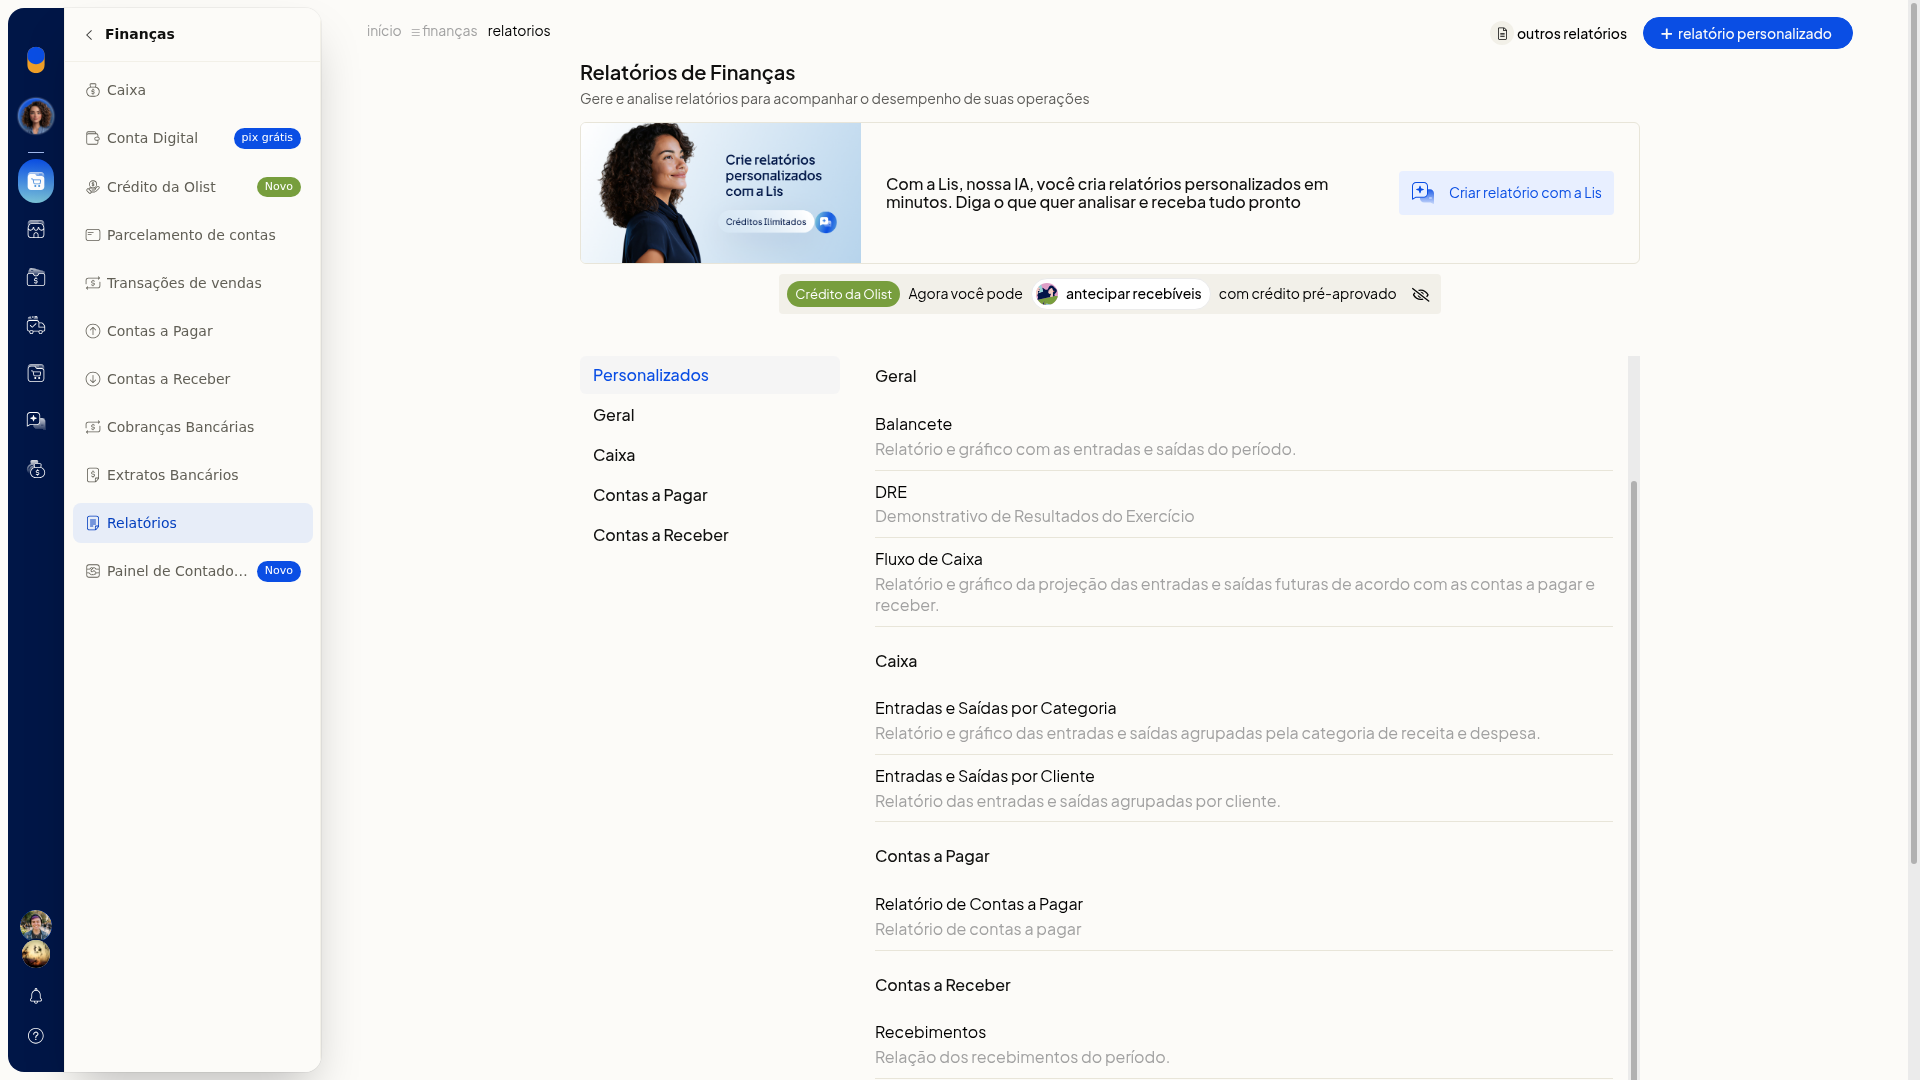 Finanças
Caixa
Conta Digital
pix grátis
Crédito da Olist
Novo
Parcelamento de contas
Transações de vendas
Contas a Pagar
Contas a Receber
Cobranças Bancárias
Extratos Bancários
Relatórios
Painel de Contado...
Novo
início
finanças
relatorios
outros relatórios
+ relatório personalizado
Relatórios de Finanças
Gere e analise relatórios para acompanhar o desempenho de suas operações
Crie relatórios
personalizados
com a Lis
Créditos Ilimitados
Com a Lis, nossa IA, você cria relatórios personalizados em
minutos. Diga o que quer analisar e receba tudo pronto
Criar relatório com a Lis
Crédito da Olist Agora você pode antecipar recebíveis com crédito pré-aprovado
Personalizados
Geral
Caixa
Contas a Pagar
Contas a Receber
Geral
Balancete
Relatório e gráfico com as entradas e saídas do período.
DRE
Demonstrativo de Resultados do Exercício
Fluxo de Caixa
Relatório e gráfico da projeção das entradas e saídas futuras de acordo com as contas a pagar e
receber.
Caixa
Entradas e Saídas por Categoria
Relatório e gráfico das entradas e saídas agrupadas pela categoria de receita e despesa.
Entradas e Saídas por Cliente
Relatório das entradas e saídas agrupadas por cliente.
Contas a Pagar
Relatório de Contas a Pagar
Relatório de contas a pagar
Contas a Receber
Recebimentos
Relação dos recebimentos do período.